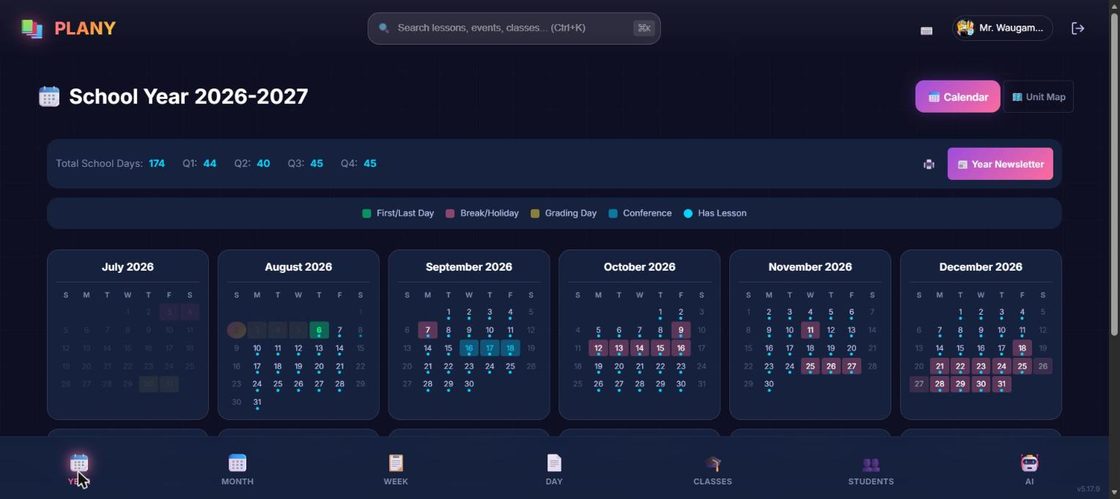 PLANY
Search lessons, events, classes... (Ctrl+K)
⌘K
Mr. Waugam...
School Year 2026-2027
Calendar
Unit Map
Total School Days: 174 Q1: 44 Q2: 40 Q3: 45 Q4: 45
Year Newsletter
First/Last Day Break/Holiday Grading Day Conference Has Lesson
July 2026
S M T W T F S
1 2 3 4
5 6 7 8 9 10 11
12 13 14 15 16 17 18
19 20 21 22 23 24 25
26 27 28 29 30 31
August 2026
S M T W T F S
1
2 3 4 5 6 7 8
9 10 11 12 13 14 15
16 17 18 19 20 21 22
23 24 25 26 27 28 29
30 31
September 2026
S M T W T F S
1 2 3 4 5
6 7 8 9 10 11 12
13 14 15 16 17 18 19
20 21 22 23 24 25 26
27 28 29 30
October 2026
S M T W T F S
1 2 3
4 5 6 7 8 9 10
11 12 13 14 15 16 17
18 19 20 21 22 23 24
25 26 27 28 29 30 31
November 2026
S M T W T F S
1 2 3 4 5 6 7
8 9 10 11 12 13 14
15 16 17 18 19 20 21
22 23 24 25 26 27 28
29 30
December 2026
S M T W T F S
1 2 3 4 5
6 7 8 9 10 11 12
13 14 15 16 17 18 19
20 21 22 23 24 25 26
27 28 29 30 31
MONTH
WEEK
DAY
CLASSES
STUDENTS
AI
v5.17.9